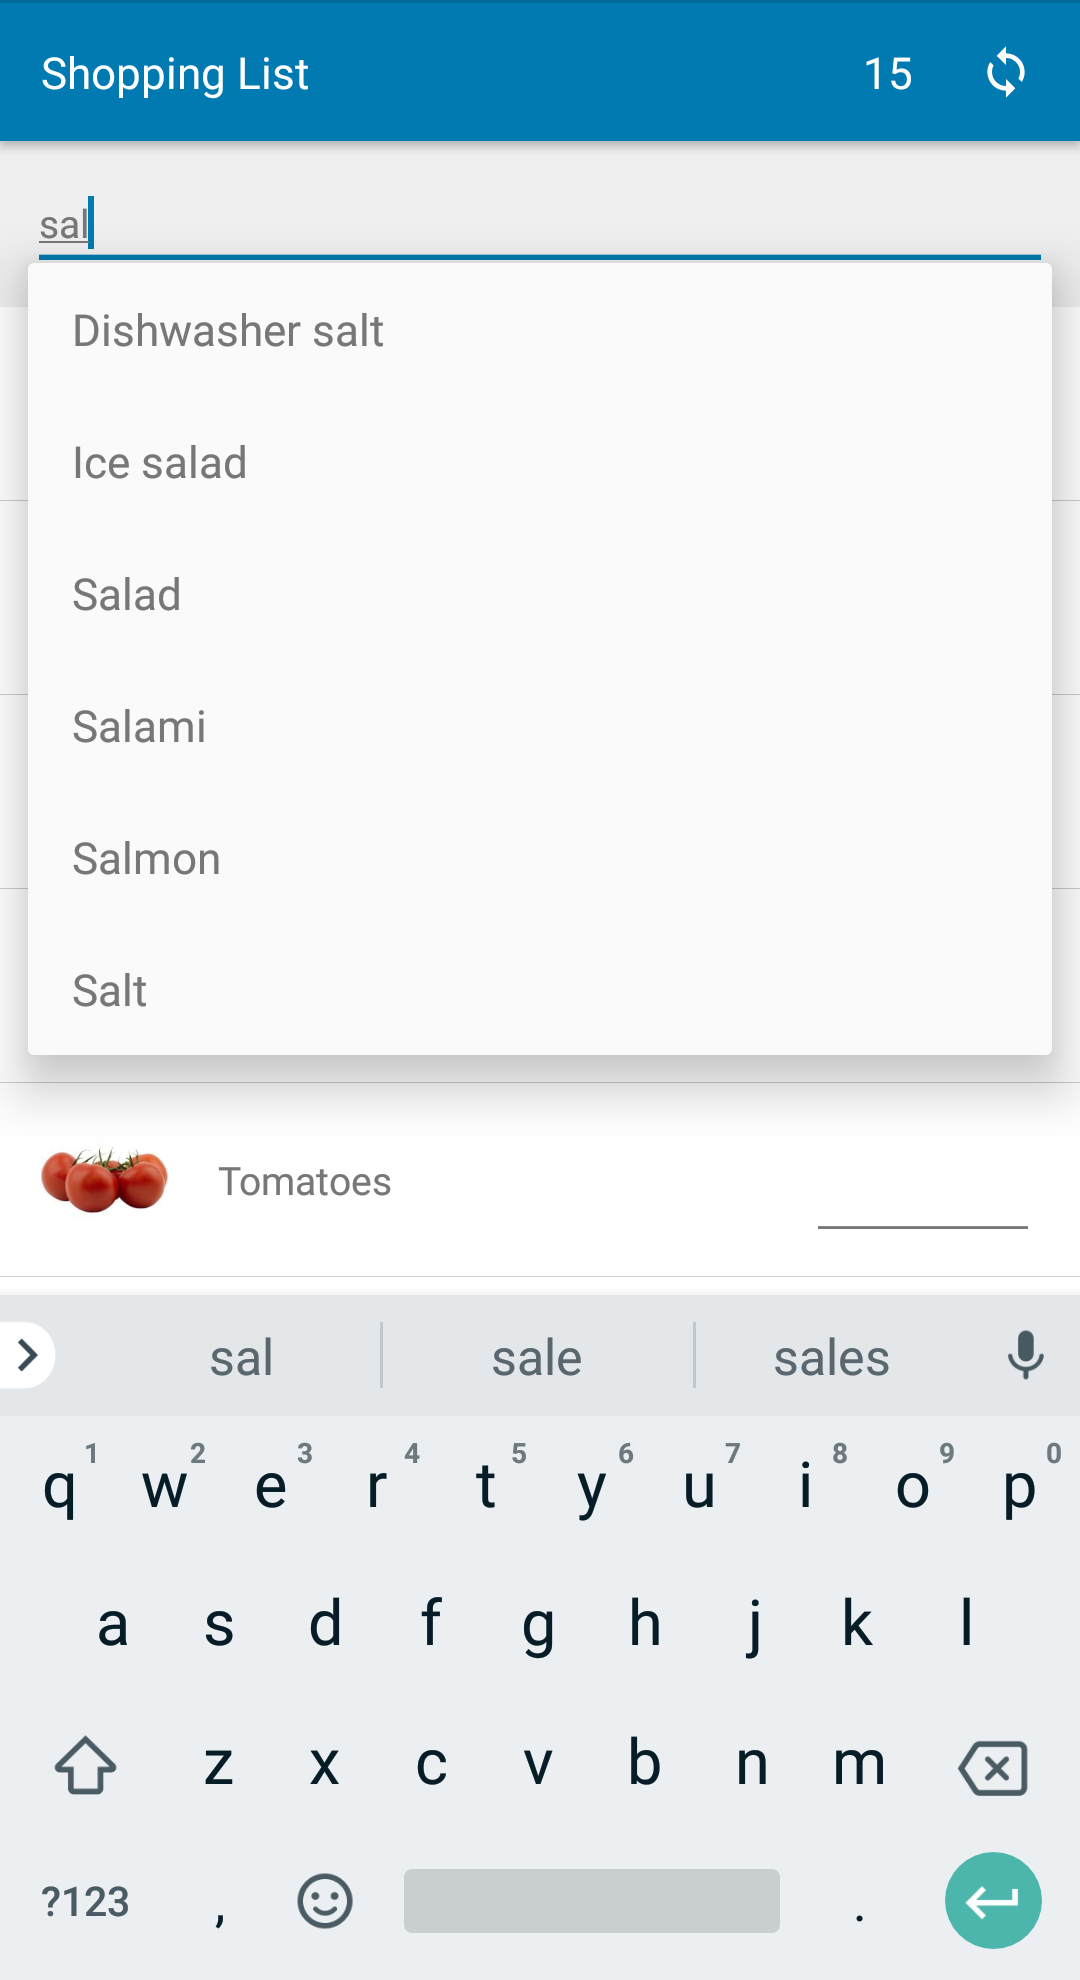 Shopping List 15
sal
Dishwasher salt
Ice salad
Salad
Salami
Salmon
Salt
Tomatoes
sal sale sales
1 2 3 4 5 6 7 8 9 0
q w e r t y u i o p
a s d f g h j k l
z x c v b n m
?123 , .